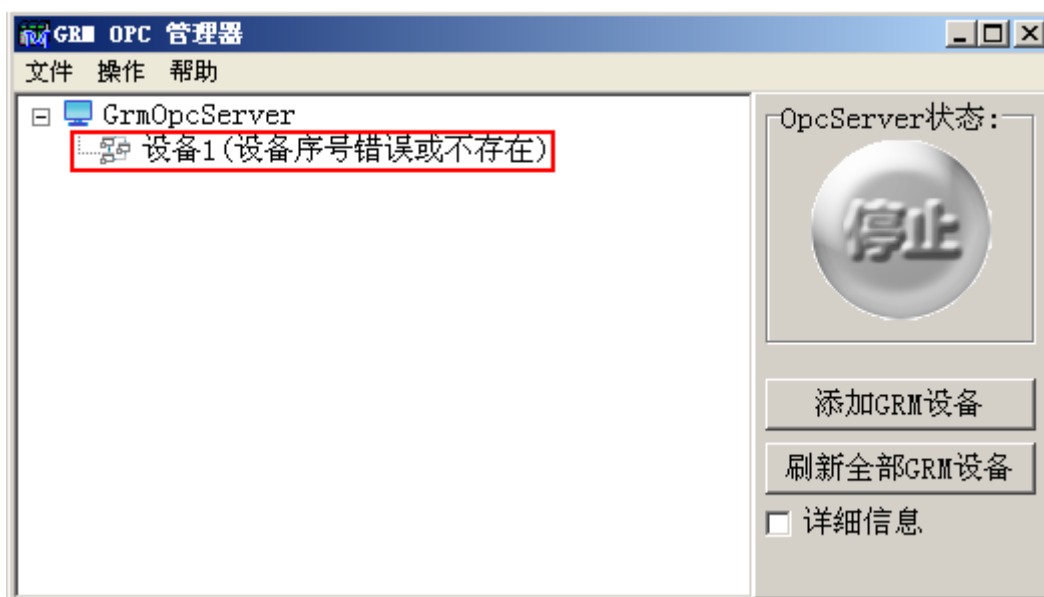 GRM OPC 管理器
文件 操作 帮助
GrmOpcServer
设备1(设备序号错误或不存在)
OpcServer状态:
停止
添加GRM设备
刷新全部GRM设备
详细信息